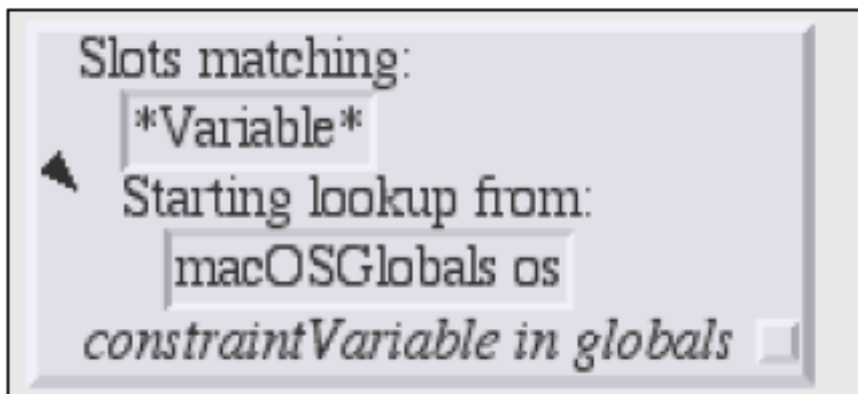 Slots matching:
*Variable*
Starting lookup from:
macOSGlobals os
constraintVariable in globals